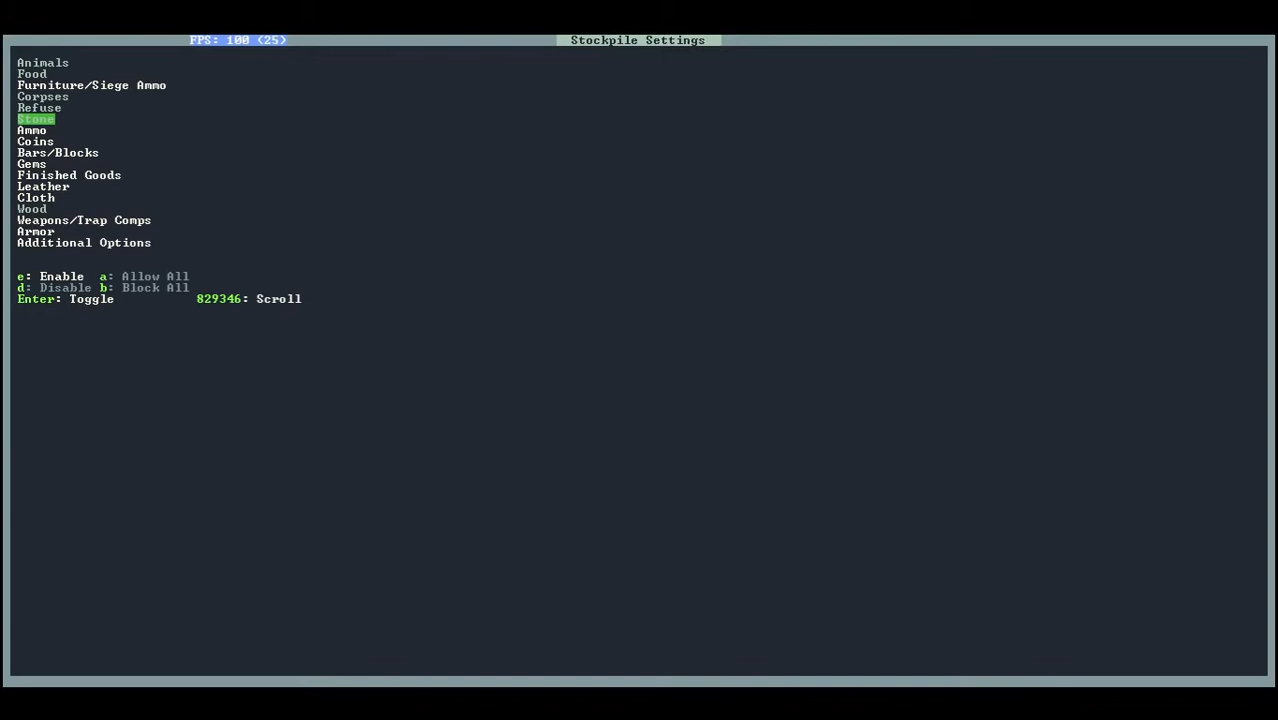 FPS: 100 (25)
Stockpile Settings
Animals
Food
Furniture/Siege Ammo
Corpses
Refuse
Stone
Ammo
Coins
Bars/Blocks
Gems
Finished Goods
Leather
Cloth
Wood
Weapons/Trap Comps
Armor
Additional Options
e: Enable a: Allow All
d: Disable b: Block All
Enter: Toggle 829346: Scroll